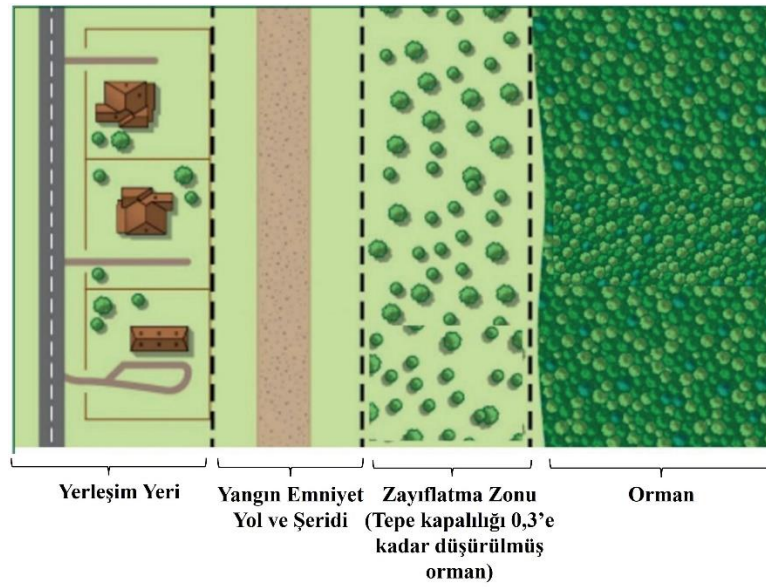 Yerleşim Yeri
Yangın Emniyet
Yol ve Şeridi
Zayıflatma Zonu
(Tepe kapalılığı 0,3’e
kadar düşürülmüş
orman)
Orman